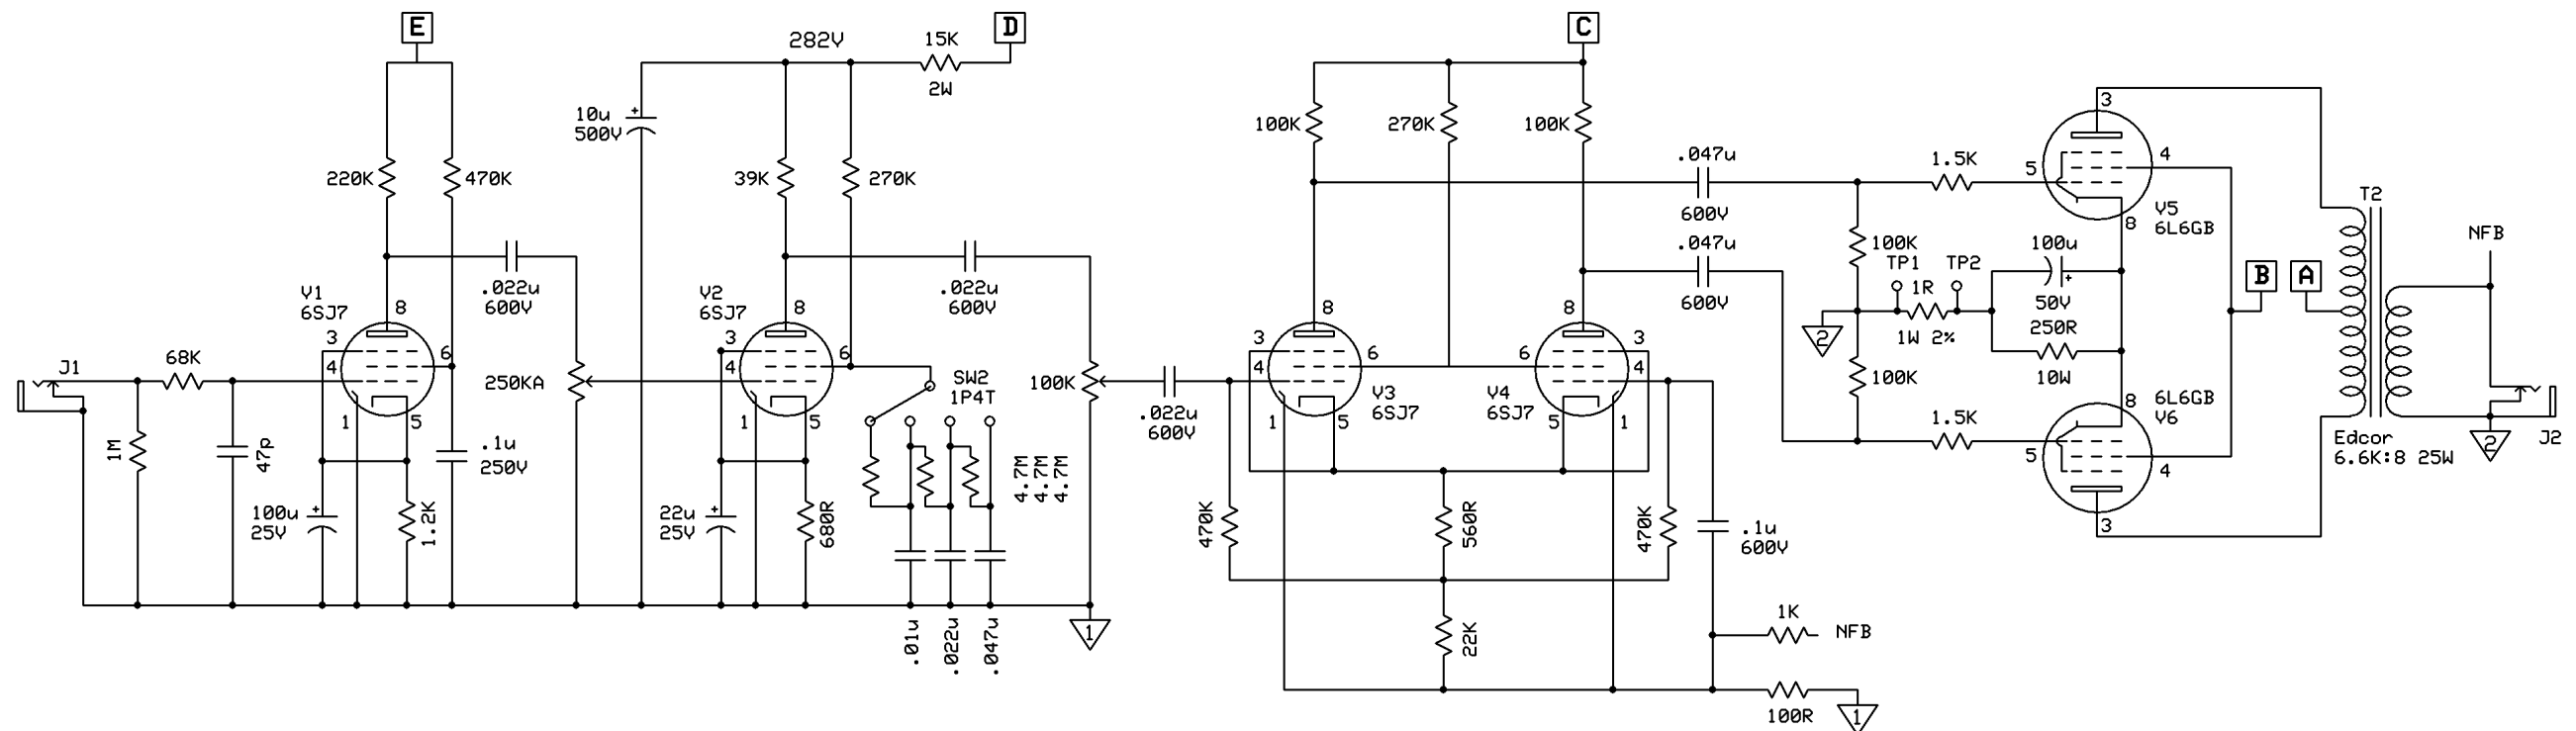 E
282V
15K
2W
D
10u
500V
220K
470K
39K
270K
.022u
600V
.022u
600V
V1
6SJ7
8
3
4
6
1
5
V2
6SJ7
8
3
4
6
1
5
J1
68K
1M
47P
250KA
.1u
250V
100u
25V
1.2K
22u
25V
680R
SW2
1P4T
4.7M
4.7M
4.7M
.01u
.022u
.047u
100K
1
C
100K
270K
100K
.047u
600V
.047u
600V
8
3
4
6
1
5
V3
6SJ7
8
6
3
4
5
1
V4
6SJ7
.022u
600V
470K
560R
470K
.1u
600V
22K
1K
NFB
100R
1
1.5K
100K
TP1
TP2
1R
1W 2%
2
100K
1.5K
100u
50V
250R
10W
3
5
4
8
V5
6L6GB
8
6L6GB
V6
5
4
3
B
A
T2
NFB
Edcor
6.6K:8 25W
2
J2